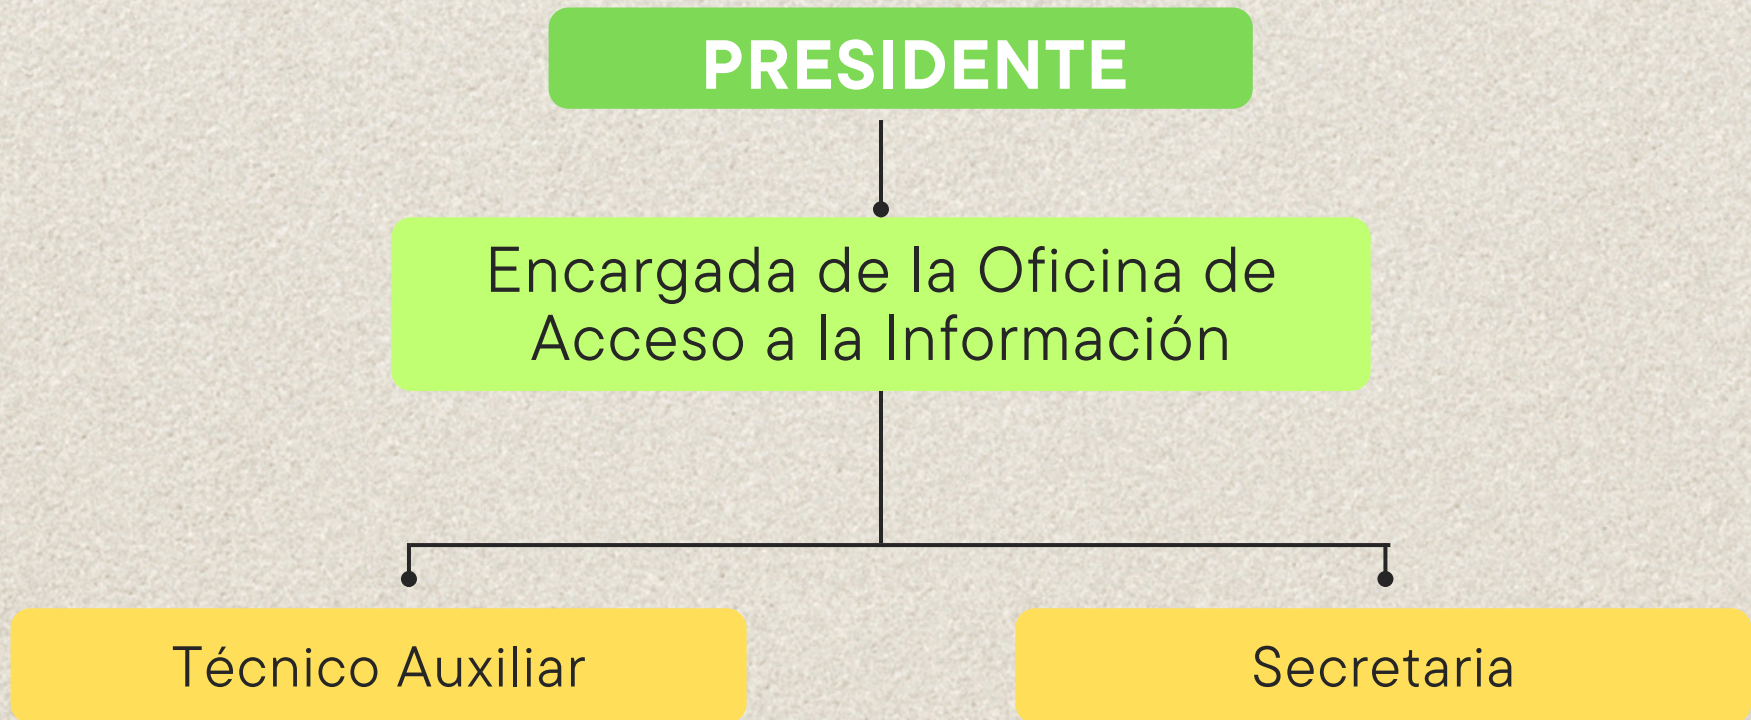 PRESIDENTE
Encargada de la Oficina de
Acceso a la Información
Técnico Auxiliar
Secretaria